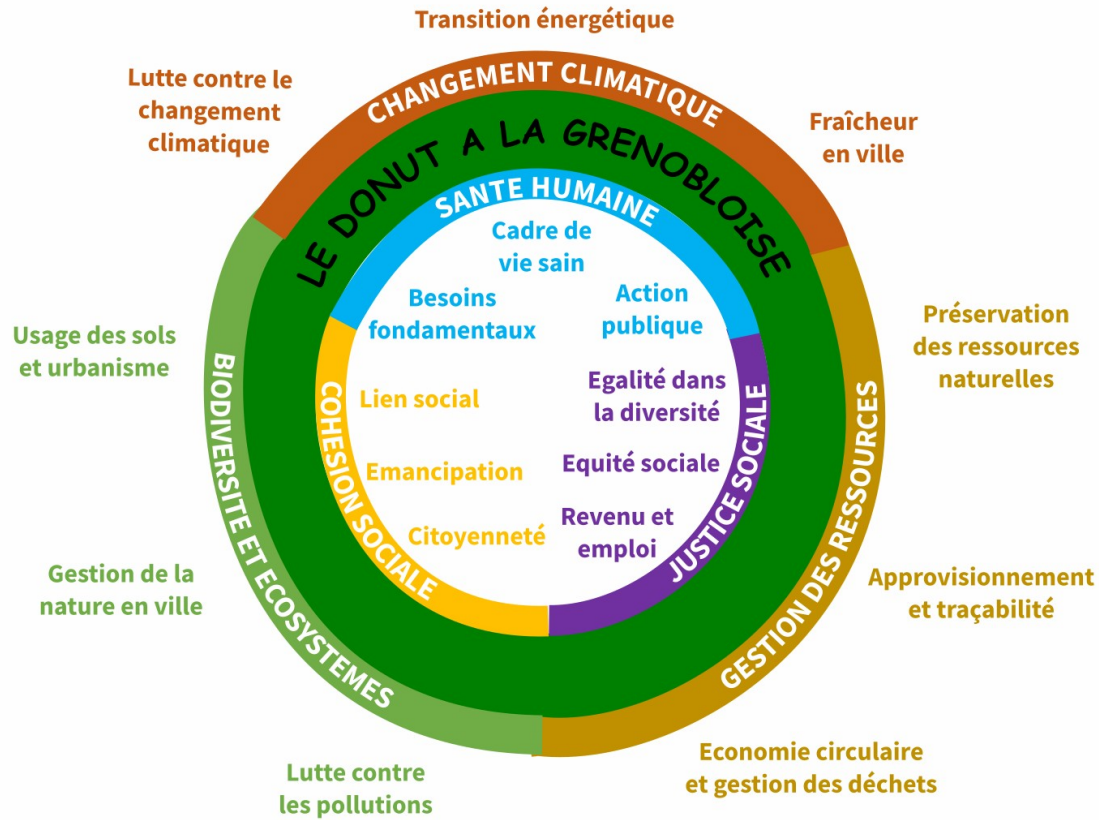 Transition énergétique
Lutte contre le
changement
climatique
CHANGEMENT CLIMATIQUE
Fraîcheur
en ville
LE DONUT A LA GRENOBLOISE
SANTE HUMAINE
Cadre de
vie sain
Besoins
fondamentaux
Action
publique
Usage des sols
et urbanisme
BIODIVERSITE ET ECOSYSTEMES
COHESION SOCIALE
Lien social
Emancipation
Citoyenneté
Egalité dans
la diversité
Equité sociale
Revenu et
emploi
JUSTICE SOCIALE
GESTION DES RESSOURCES
Préservation
des ressources
naturelles
Gestion de la
nature en ville
Approvisionnement
et traçabilité
Lutte contre
les pollutions
Economie circulaire
et gestion des déchets